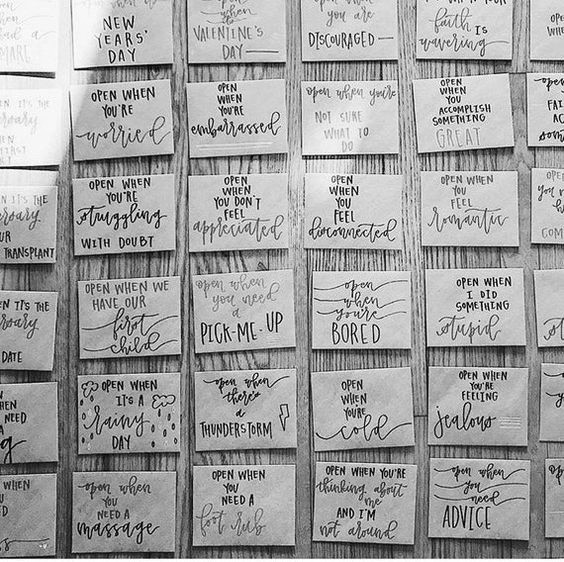 when
had a
MARE
NEW
YEARS'
DAY
open when
VALENTINE'S
DAY
you are
DISCOURAGED
faith IS
wavering
OPEN
WHEN
IT'S THE
OPEN WHEN
YOU'RE
worried
OPEN
WHEN
YOU'RE
embarrassed
open when you're
NOT SURE
WHAT TO
DO
OPEN
WHEN
YOU
ACCOMPLISH
SOMETHING
GREAT
open
IT'S THE
UR
TRANSPLANT
OPEN WHEN
YOU'RE
struggling
WITH DOUBT
OPEN
WHEN
YOU DON'T
FEEL
appreciated
OPEN
WHEN
YOU
FEEL
disconnected
OPEN WHEN
YOU
FEEL
romantic
IT'S THE
DATE
OPEN WHEN WE
HAVE OUR
first
child
open when
you need
a
PICK-ME-UP
open
when
you're
BORED
OPEN
WHEN
I DID
SOMETHING
stupid
NEED
OPEN WHEN
IT'S A
rainy
DAY
open when
there's
a
THUNDERSTORM
OPEN
WHEN
YOU'RE
cold
OPEN WHEN
YOU'RE
FEELING
jealous
open when
YOU
NEED A
massage
OPEN WHEN
YOU
NEED A
foot rub
OPEN WHEN YOU'RE
thinking about
me
AND I'M
not around
open when
you
need
ADVICE